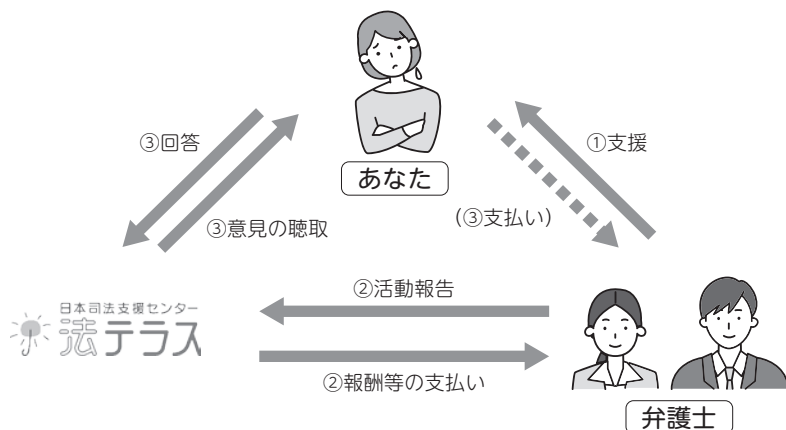 ③回答
①支援
あなた
③意見の聴取
(③支払い)
②活動報告
日本司法支援センター
法テラス
②報酬等の支払い
弁護士